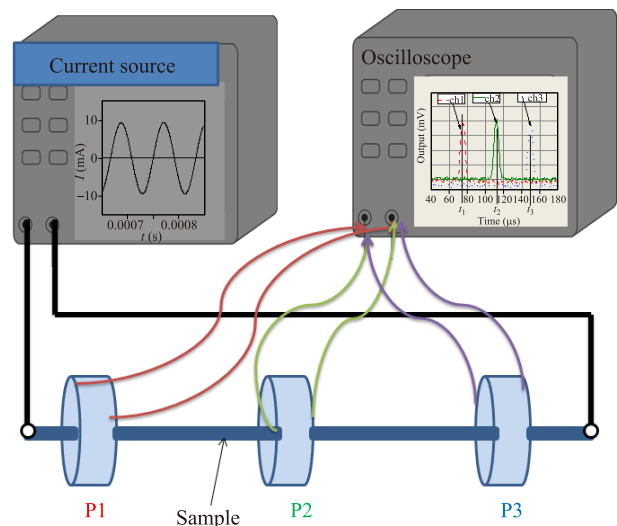 Current source
10
0
−10
I (mA)
0.0007
0.0008
t (s)
Oscilloscope
ch1
ch2
ch3
Output (mV)
40
60
80
100
120
140
160
180
t1
t2
t3
Time (μs)
Sample
P1
P2
P3